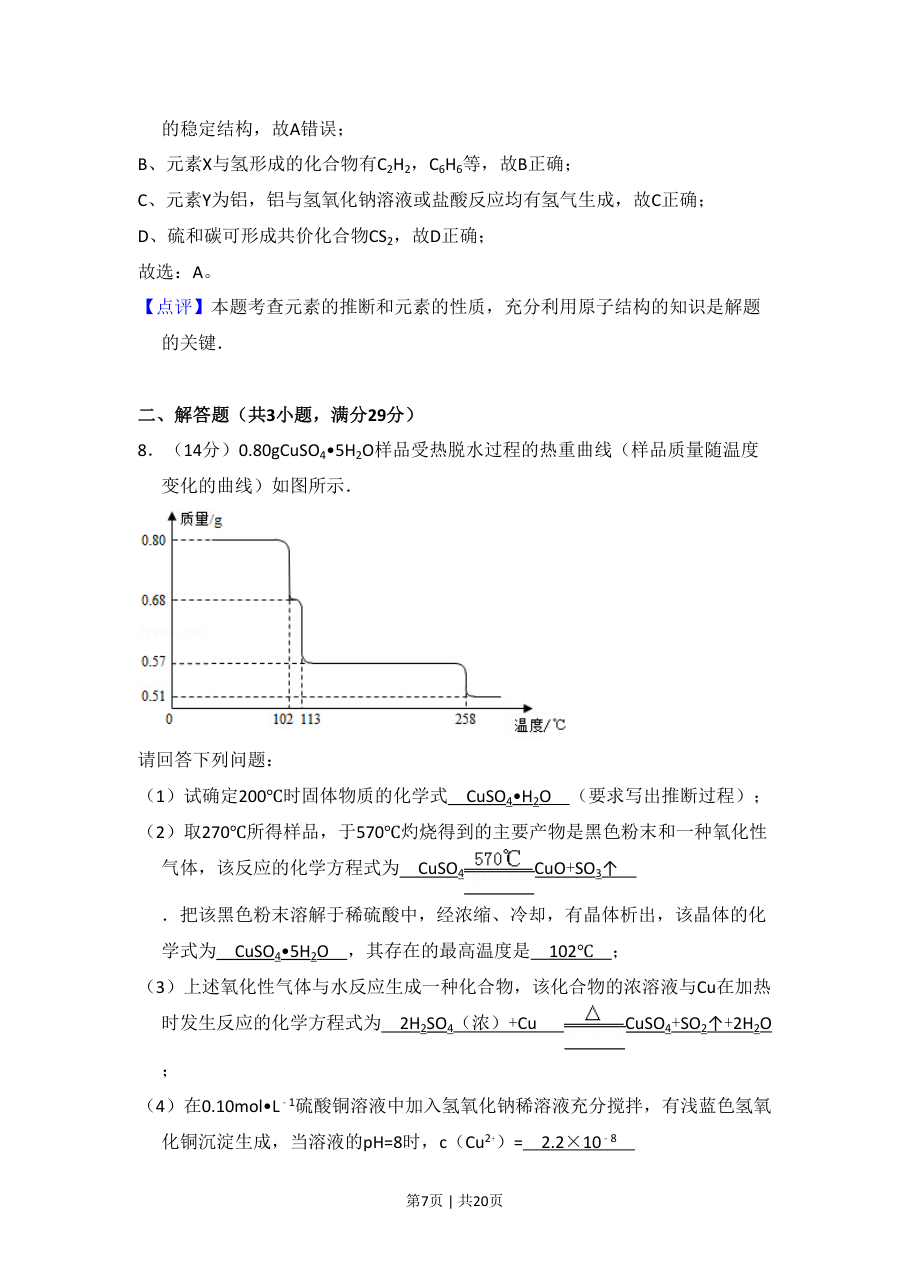 的稳定结构，故A错误；
B、元素X与氢形成的化合物有C₂H₂，C₆H₆等，故B正确；
C、元素Y为铝，铝与氢氧化钠溶液或盐酸反应均有氢气生成，故C正确；
D、硫和碳可形成共价化合物CS₂，故D正确；
故选：A。
【点评】本题考查元素的推断和元素的性质，充分利用原子结构的知识是解题
的关键．
二、解答题（共3小题，满分29分）
8．（14分）0.80gCuSO₄•5H₂O样品受热脱水过程的热重曲线（样品质量随温度
变化的曲线）如图所示．
质量/g
0.80
0.68
0.57
0.51
0 102 113 258 温度/℃
请回答下列问题：
（1）试确定200℃时固体物质的化学式 CuSO₄•H₂O （要求写出推断过程）；
（2）取270℃所得样品，于570℃灼烧得到的主要产物是黑色粉末和一种氧化性
570℃
气体，该反应的化学方程式为 CuSO₄ CuO+SO₃↑
．把该黑色粉末溶解于稀硫酸中，经浓缩、冷却，有晶体析出，该晶体的化
学式为 CuSO₄•5H₂O ，其存在的最高温度是 102℃ ；
（3）上述氧化性气体与水反应生成一种化合物，该化合物的浓溶液与Cu在加热
△
时发生反应的化学方程式为 2H₂SO₄（浓）+Cu CuSO₄+SO₂↑+2H₂O
；
（4）在0.10mol•L⁻¹硫酸铜溶液中加入氢氧化钠稀溶液充分搅拌，有浅蓝色氢氧
化铜沉淀生成，当溶液的pH=8时，c（Cu²⁺）= 2.2×10⁻⁸
第7页 | 共20页